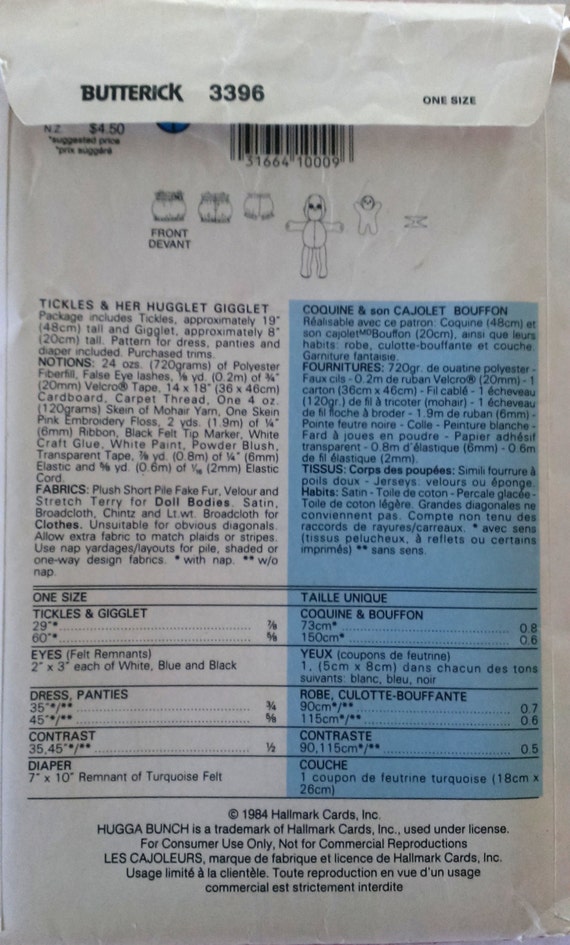 BUTTERICK 3396
ONE SIZE
N.Z. $4.50
*suggested price
*prix suggéré
31664 10009
FRONT
DEVANT
TICKLES & HER HUGGLET GIGGLET
Package includes Tickles, approximately 19"
(48cm) tall and Gigglet, approximately 8"
(20cm) tall. Pattern for dress, panties and
diaper included. Purchased trims.
NOTIONS: 24 ozs. (720grams) of Polyester
Fiberfill, False Eye lashes, ⅛ yd. (0.2m) of ¾"
(20mm) Velcro® Tape, 14 x 18" (36 x 46cm)
Cardboard, Carpet Thread, One 4 oz.
(120grams) Skein of Mohair Yarn, One Skein
Pink Embroidery Floss, 2 yds. (1.9m) of ¼"
(6mm) Ribbon, Black Felt Tip Marker, White
Craft Glue, White Paint, Powder Blush,
Transparent Tape, ⅞ yd. (0.8m) of ¼" (6mm)
Elastic and ⅝ yd. (0.6m) of 1/16 (2mm) Elastic
Cord.
FABRICS: Plush Short Pile Fake Fur, Velour and
Stretch Terry for Doll Bodies. Satin,
Broadcloth, Chintz and Lt.wt. Broadcloth for
Clothes. Unsuitable for obvious diagonals.
Allow extra fabric to match plaids or stripes.
Use nap yardages/layouts for pile, shaded or
one-way design fabrics. *with nap. **w/o
nap.
COQUINE & son CAJOLET BOUFFON
Réalisable avec ce patron: Coquine (48cm) et
son cajoletMDBouffon (20cm), ainsi que leurs
habits: robe, culotte-bouffante et couche.
Garniture fantaisie.
FOURNITURES: 720gr. de ouatine polyester -
Faux cils - 0.2m de ruban Velcro® (20mm) - 1
carton (36cm x 46cm) - Fil cablé - 1 écheveau
(120gr.) de fil à tricoter (mohair) - 1 écheveau
de fil floche à broder - 1.9m de ruban (6mm) -
Pointe feutre noire - Colle - Peinture blanche -
Fard à joues en poudre - Papier adhésif
transparent - 0.8m d'élastique (6mm) - 0.6m
de fil élastique (2mm).
TISSUS: Corps des poupées: Simili fourrure à
poils doux - Jerseys: velours ou éponge.
Habits: Satin - Toile de coton - Percale glacée -
Toile de coton légère. Grandes diagonales ne
conviennent pas. Compte non tenu des
raccords de rayures/carreaux. * avec sens
(tissus pelucheux, à reflets ou certains
imprimés) ** sans sens.
ONE SIZE
TICKLES & GIGGLET
29"* ⅞
60"* ⅝
EYES (Felt Remnants)
2" x 3" each of White, Blue and Black
DRESS, PANTIES
35"*/** ¾
45"*/** ⅝
CONTRAST
35,45"*/** ½
DIAPER
7" x 10" Remnant of Turquoise Felt
TAILLE UNIQUE
COQUINE & BOUFFON
73cm* 0.8
150cm* 0.6
YEUX (coupons de feutrine)
1, (5cm x 8cm) dans chacun des tons
suivants: blanc, bleu, noir
ROBE, CULOTTE-BOUFFANTE
90cm*/** 0.7
115cm*/** 0.6
CONTRASTE
90,115cm*/** 0.5
COUCHE
1 coupon de feutrine turquoise (18cm x
26cm)
© 1984 Hallmark Cards, Inc.
HUGGA BUNCH is a trademark of Hallmark Cards, Inc., used under license.
For Consumer Use Only, Not for Commercial Reproductions
LES CAJOLEURS, marque de fabrique et licence de Hallmark Cards, Inc.
Usage limité à la clientèle. Toute reproduction en vue d'un usage
commercial est strictement interdite